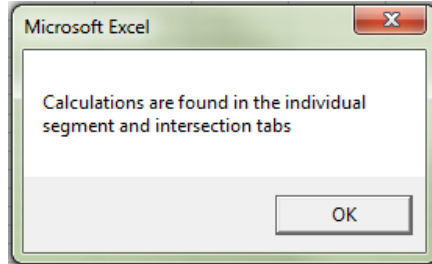 Microsoft Excel
Calculations are found in the individual
segment and intersection tabs
OK